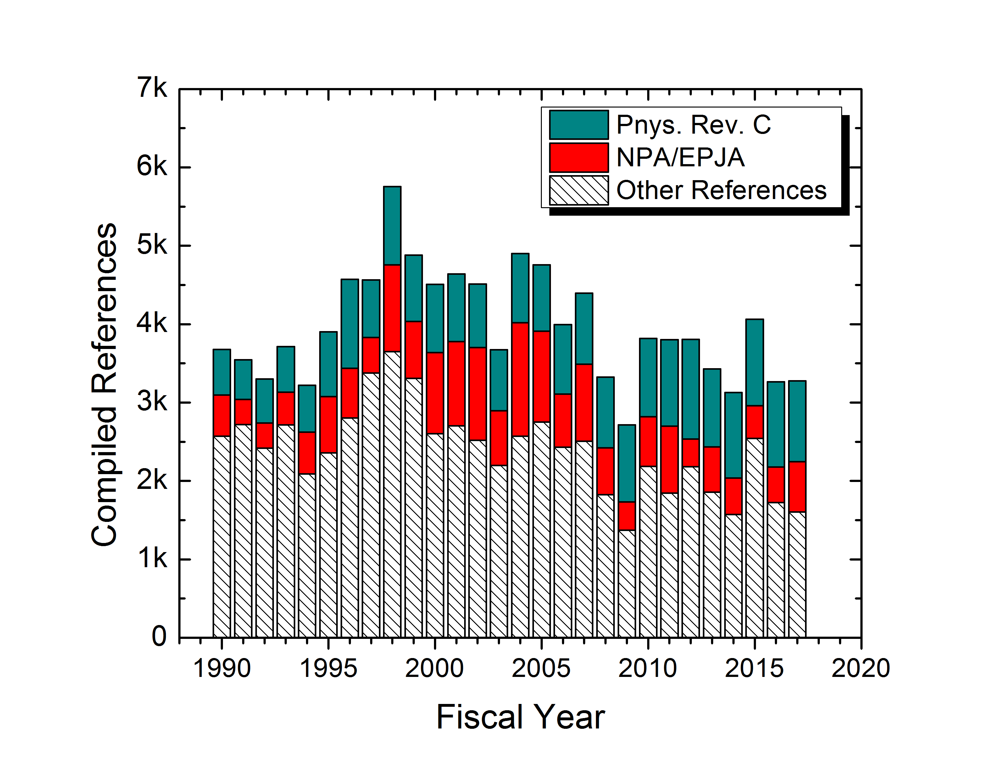 7k
6k
5k
4k
3k
2k
1k
0
Compiled References
Pnys. Rev. C
NPA/EPJA
Other References
1990 1995 2000 2005 2010 2015 2020
Fiscal Year